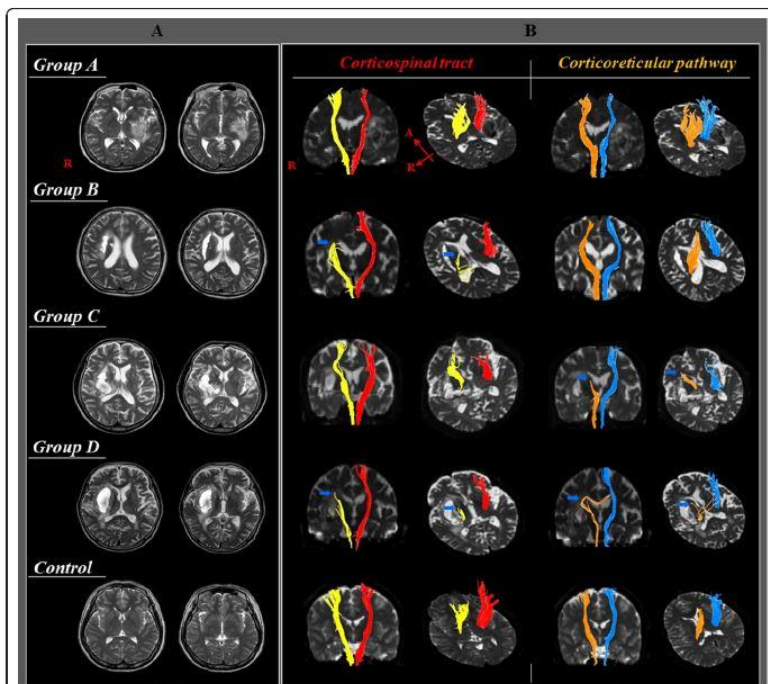 A B
Group A
Corticospinal tract Corticoreticular pathway
R
R
A
R
Group B
Group C
Group D
Control